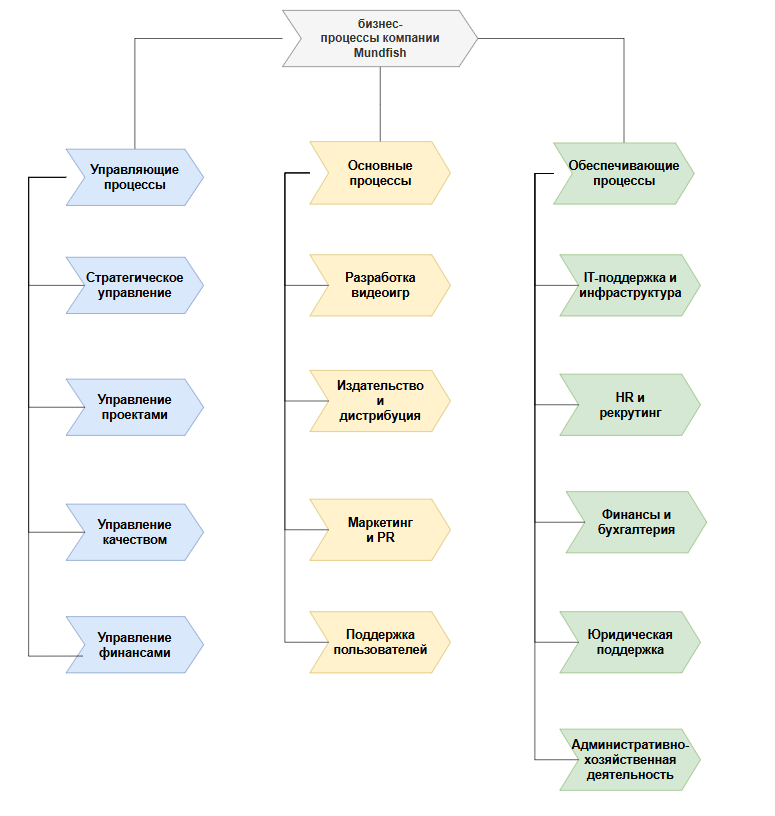 бизнес-
процессы компании
Mundfish
Управляющие
процессы
Стратегическое
управление
Управление
проектами
Управление
качеством
Управление
финансами
Основные
процессы
Разработка
видеоигр
Издательство
и
дистрибуция
Маркетинг
и PR
Поддержка
пользователей
Обеспечивающие
процессы
IT-поддержка и
инфраструктура
HR и
рекрутинг
Финансы и
бухгалтерия
Юридическая
поддержка
Административно-
хозяйственная
деятельность